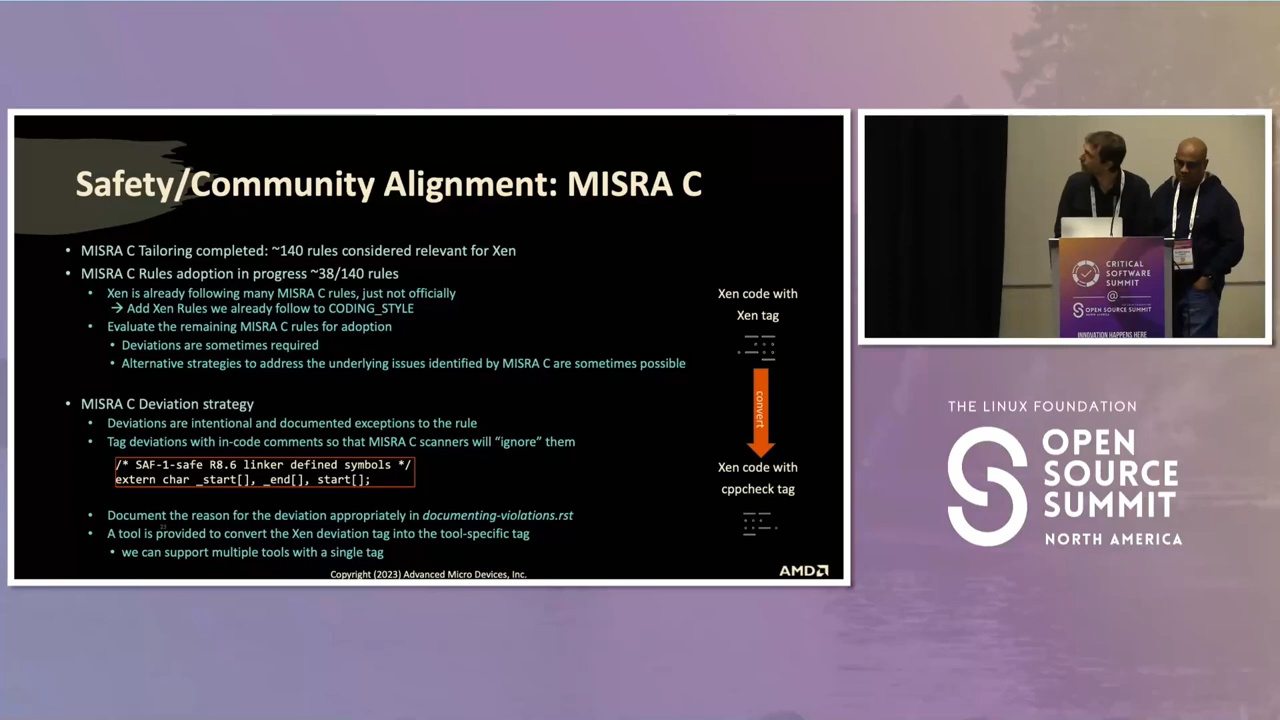 Safety/Community Alignment: MISRA C
• MISRA C Tailoring completed: ~140 rules considered relevant for Xen
• MISRA C Rules adoption in progress ~38/140 rules
• Xen is already following many MISRA C rules, just not officially
→ Add Xen Rules we already follow to CODING_STYLE
• Evaluate the remaining MISRA C rules for adoption
• Deviations are sometimes required
• Alternative strategies to address the underlying issues identified by MISRA C are sometimes possible
• MISRA C Deviation strategy
• Deviations are intentional and documented exceptions to the rule
• Tag deviations with in-code comments so that MISRA C scanners will “ignore” them
/* SAF-1-safe R8.6 linker defined symbols */
extern char _start[], _end[], start[];
• Document the reason for the deviation appropriately in documenting-violations.rst
• A tool is provided to convert the Xen deviation tag into the tool-specific tag
• we can support multiple tools with a single tag
23
Copyright (2023) Advanced Micro Devices, Inc.
AMD
Xen code with
Xen tag
convert
Xen code with
cppcheck tag
CRITICAL
SOFTWARE
SUMMIT
@
OPEN SOURCE SUMMIT
INNOVATION HAPPENS HERE
THE LINUX FOUNDATION
OPEN
SOURCE
SUMMIT
NORTH AMERICA